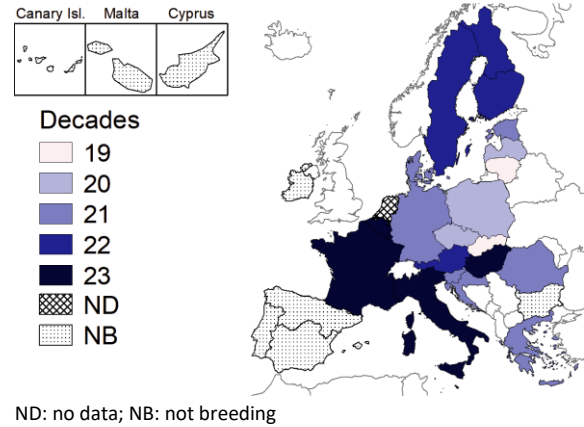 Canary Isl. Malta Cyprus
Decades
19
20
21
22
23
ND
NB
ND: no data; NB: not breeding